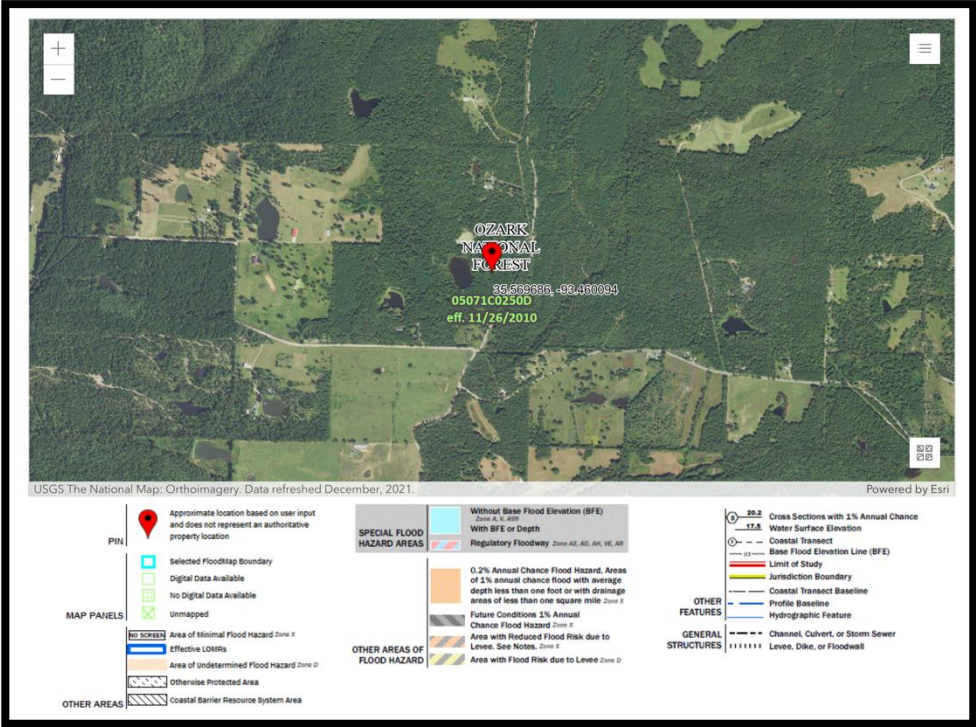 OZARK
NATIONAL
FOREST
35.569686, -93.460094
05071C0250D
eff. 11/26/2010
USGS The National Map: Orthoimagery. Data refreshed December, 2021.
Powered by Esri
PIN
Approximate location based on user input
and does not represent an authoritative
property location
MAP PANELS
Selected FloodMap Boundary
Digital Data Available
No Digital Data Available
Unmapped
OTHER AREAS
NO SCREEN Area of Minimal Flood Hazard Zone X
Effective LOMRs
Area of Undetermined Flood Hazard Zone D
Otherwise Protected Area
Coastal Barrier Resource System Area
SPECIAL FLOOD
HAZARD AREAS
Without Base Flood Elevation (BFE)
Zone A, V, A99
With BFE or Depth
Regulatory Floodway Zone AE, AO, AH, VE, AR
OTHER AREAS OF
FLOOD HAZARD
0.2% Annual Chance Flood Hazard, Areas
of 1% annual chance flood with average
depth less than one foot or with drainage
areas of less than one square mile Zone X
Future Conditions 1% Annual
Chance Flood Hazard Zone X
Area with Reduced Flood Risk due to
Levee. See Notes. Zone X
Area with Flood Risk due to Levee Zone D
OTHER
FEATURES
20.2 Cross Sections with 1% Annual Chance
17.5 Water Surface Elevation
Coastal Transect
Base Flood Elevation Line (BFE)
Limit of Study
Jurisdiction Boundary
Coastal Transect Baseline
Profile Baseline
Hydrographic Feature
GENERAL
STRUCTURES
Channel, Culvert, or Storm Sewer
Levee, Dike, or Floodwall